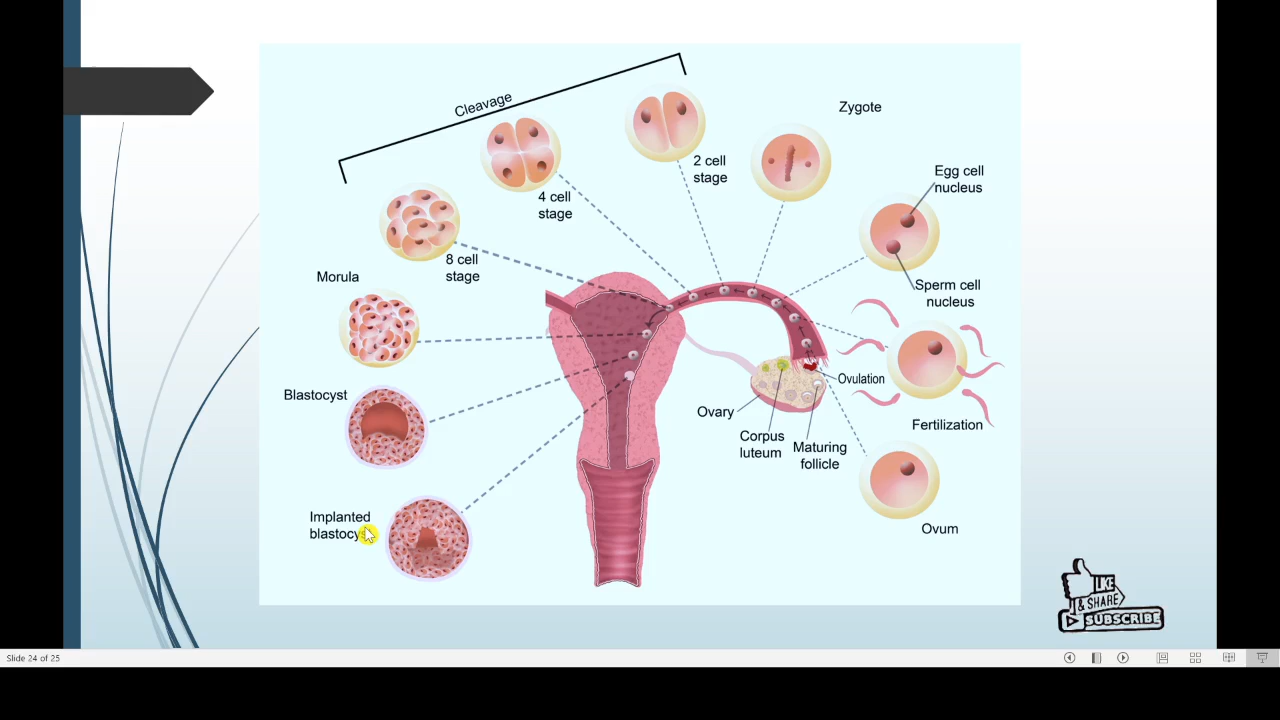 Cleavage
Zygote
2 cell
stage
Egg cell
nucleus
4 cell
stage
8 cell
stage
Sperm cell
nucleus
Morula
Ovulation
Blastocyst
Ovary
Fertilization
Corpus
luteum
Maturing
follicle
Implanted
blastocys
Ovum
LIKE
& SHARE
SUBSCRIBE
Slide 24 of 25